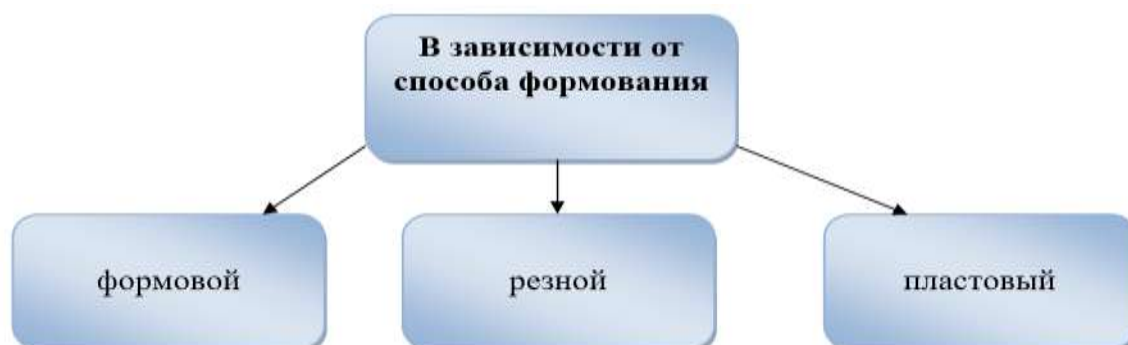 В зависимости от
способа формования
формовой
резной
пластовый